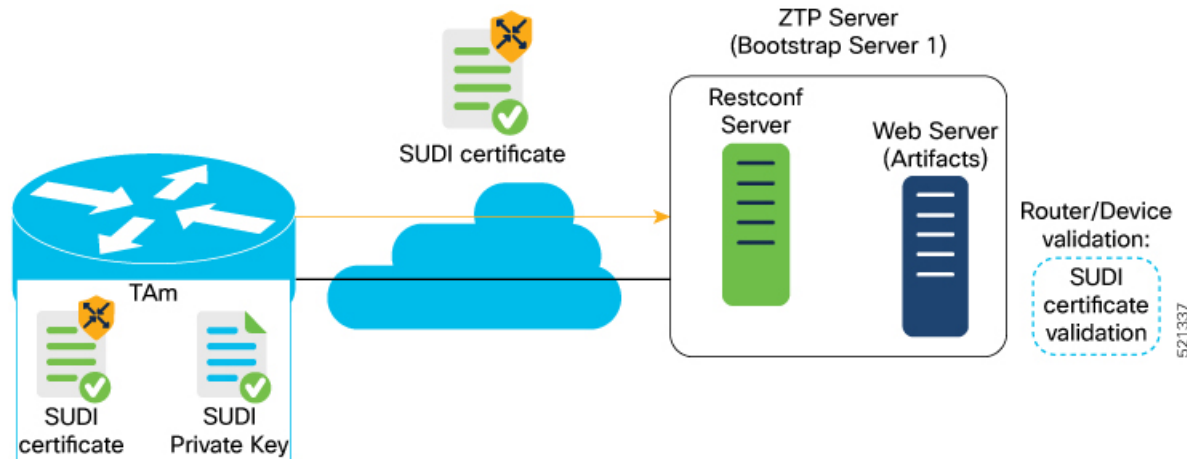 ZTP Server
(Bootstrap Server 1)
Restconf
Server
Web Server
(Artifacts)
SUDI certificate
Router/Device
validation:
SUDI
certificate
validation
TAm
SUDI
certificate
SUDI
Private Key
521337